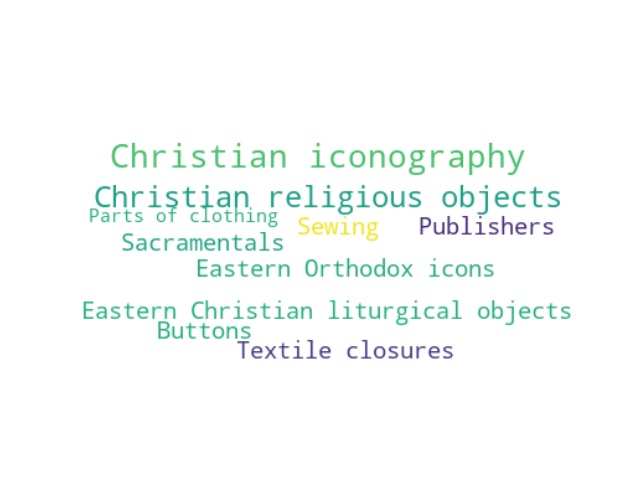 Christian iconography
Christian religious objects
Parts of clothing
Sewing
Publishers
Sacramentals
Eastern Orthodox icons
Eastern Christian liturgical objects
Buttons
Textile closures